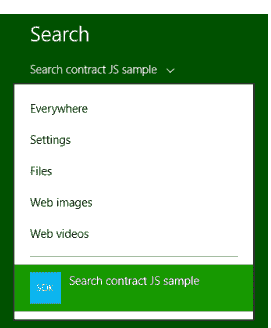 Search
Search contract JS sample
Everywhere
Settings
Files
Web images
Web videos
SDK
Search contract JS sample